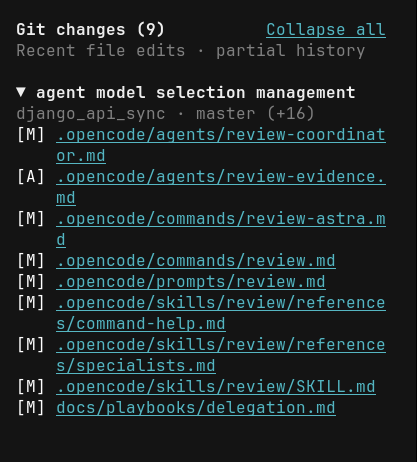 Git changes (9) Collapse all
Recent file edits · partial history
▼ agent model selection management
django_api_sync · master (+16)
[M] .opencode/agents/review-coordinat
or.md
[A] .opencode/agents/review-evidence.
md
[M] .opencode/commands/review-astra.m
d
[M] .opencode/commands/review.md
[M] .opencode/prompts/review.md
[M] .opencode/skills/review/reference
s/command-help.md
[M] .opencode/skills/review/reference
s/specialists.md
[M] .opencode/skills/review/SKILL.md
[M] docs/playbooks/delegation.md